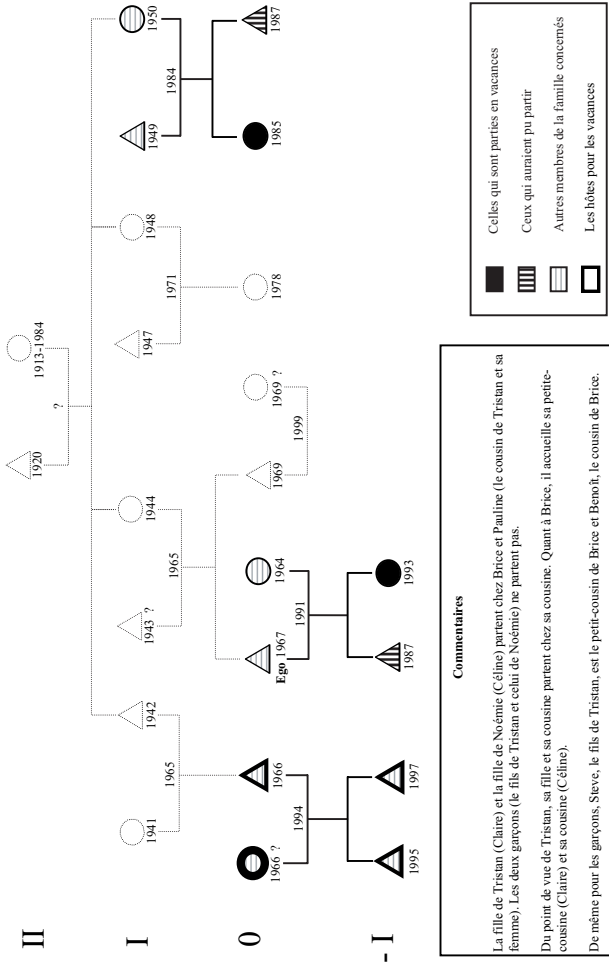 II
1920
1913-1984
?
I
1941
1942
1943 ?
1944
1947
1948
1949
1950
1965
1965
1971
1984
0
1966 ?
1966
Ego 1967
1964
1969
1969 ?
1978
1985
1987
1994
1991
1999
- I
1995
1997
1987
1993
Commentaires
La fille de Tristan (Claire) et la fille de Noémie (Céline) partent chez Brice et Pauline (le cousin de Tristan et sa
femme). Les deux garçons (le fils de Tristan et celui de Noémie) ne partent pas.
Du point de vue de Tristan, sa fille et sa cousine partent chez sa cousine. Quant à Brice, il accueille sa petite-
cousine (Claire) et sa cousine (Céline).
De même pour les garçons, Steve, le fils de Tristan, est le petit-cousin de Brice et Benoît, le cousin de Brice.
Celles qui sont parties en vacances
Ceux qui auraient pu partir
Autres membres de la famille concernés
Les hôtes pour les vacances